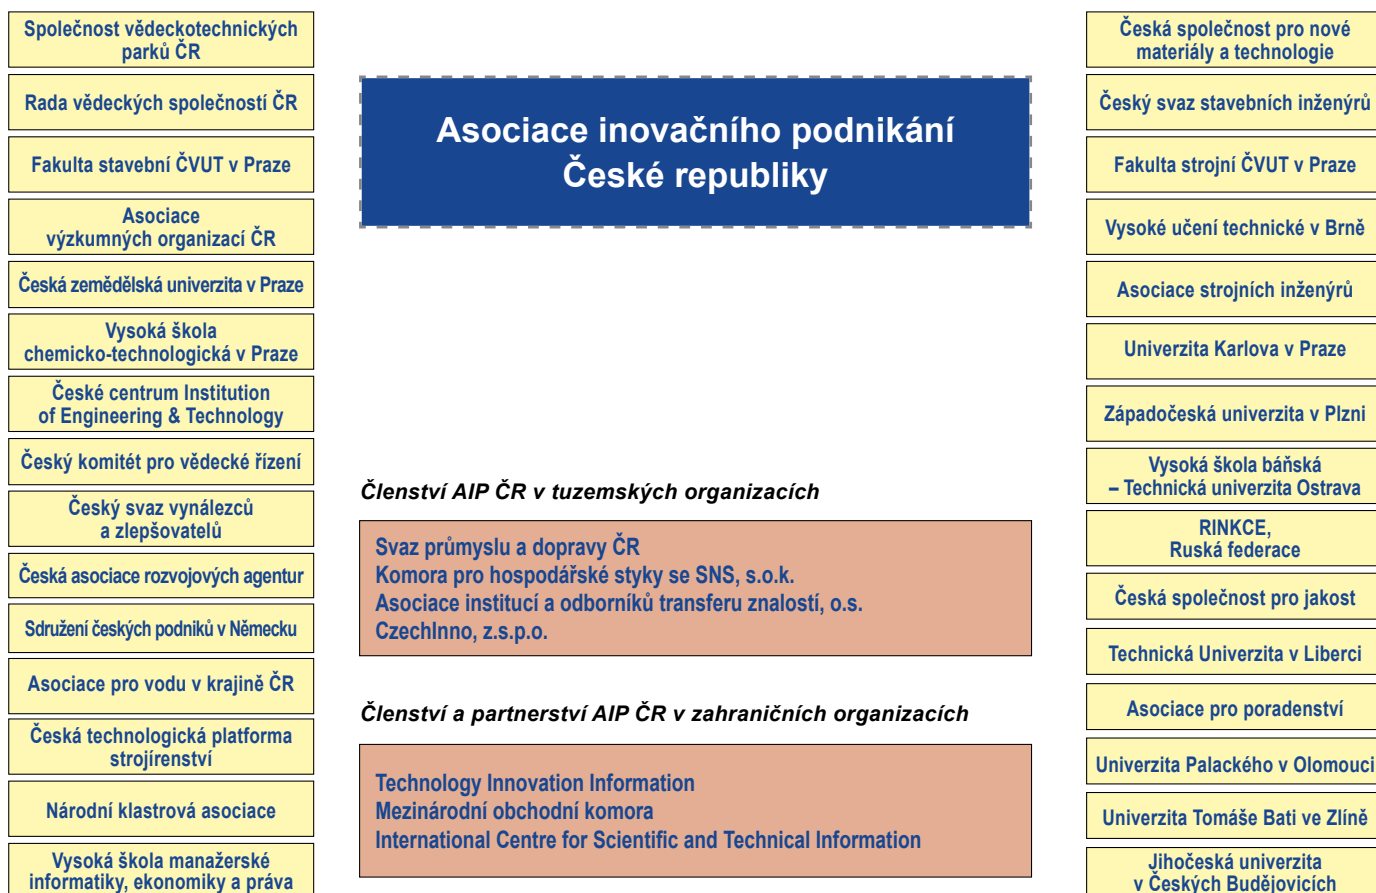 Společnost vědeckotechnických
parků ČR
Rada vědeckých společností ČR
Fakulta stavební ČVUT v Praze
Asociace
výzkumných organizací ČR
Česká zemědělská univerzita v Praze
Vysoká škola
chemicko-technologická v Praze
České centrum Institution
of Engineering & Technology
Český komitét pro vědecké řízení
Český svaz vynálezců
a zlepšovatelů
Česká asociace rozvojových agentur
Sdružení českých podniků v Německu
Asociace pro vodu v krajině ČR
Česká technologická platforma
strojírenství
Národní klastrová asociace
Vysoká škola manažerské
informatiky, ekonomiky a práva
Asociace inovačního podnikání
České republiky
Členství AIP ČR v tuzemských organizacích
Svaz průmyslu a dopravy ČR
Komora pro hospodářské styky se SNS, s.o.k.
Asociace institucí a odborníků transferu znalostí, o.s.
CzechInno, z.s.p.o.
Členství a partnerství AIP ČR v zahraničních organizacích
Technology Innovation Information
Mezinárodní obchodní komora
International Centre for Scientific and Technical Information
Česká společnost pro nové
materiály a technologie
Český svaz stavebních inženýrů
Fakulta strojní ČVUT v Praze
Vysoké učení technické v Brně
Asociace strojních inženýrů
Univerzita Karlova v Praze
Západočeská univerzita v Plzni
Vysoká škola báňská
– Technická univerzita Ostrava
RINKCE,
Ruská federace
Česká společnost pro jakost
Technická Univerzita v Liberci
Asociace pro poradenství
Univerzita Palackého v Olomouci
Univerzita Tomáše Bati ve Zlíně
Jihočeská univerzita
v Českých Budějovicích